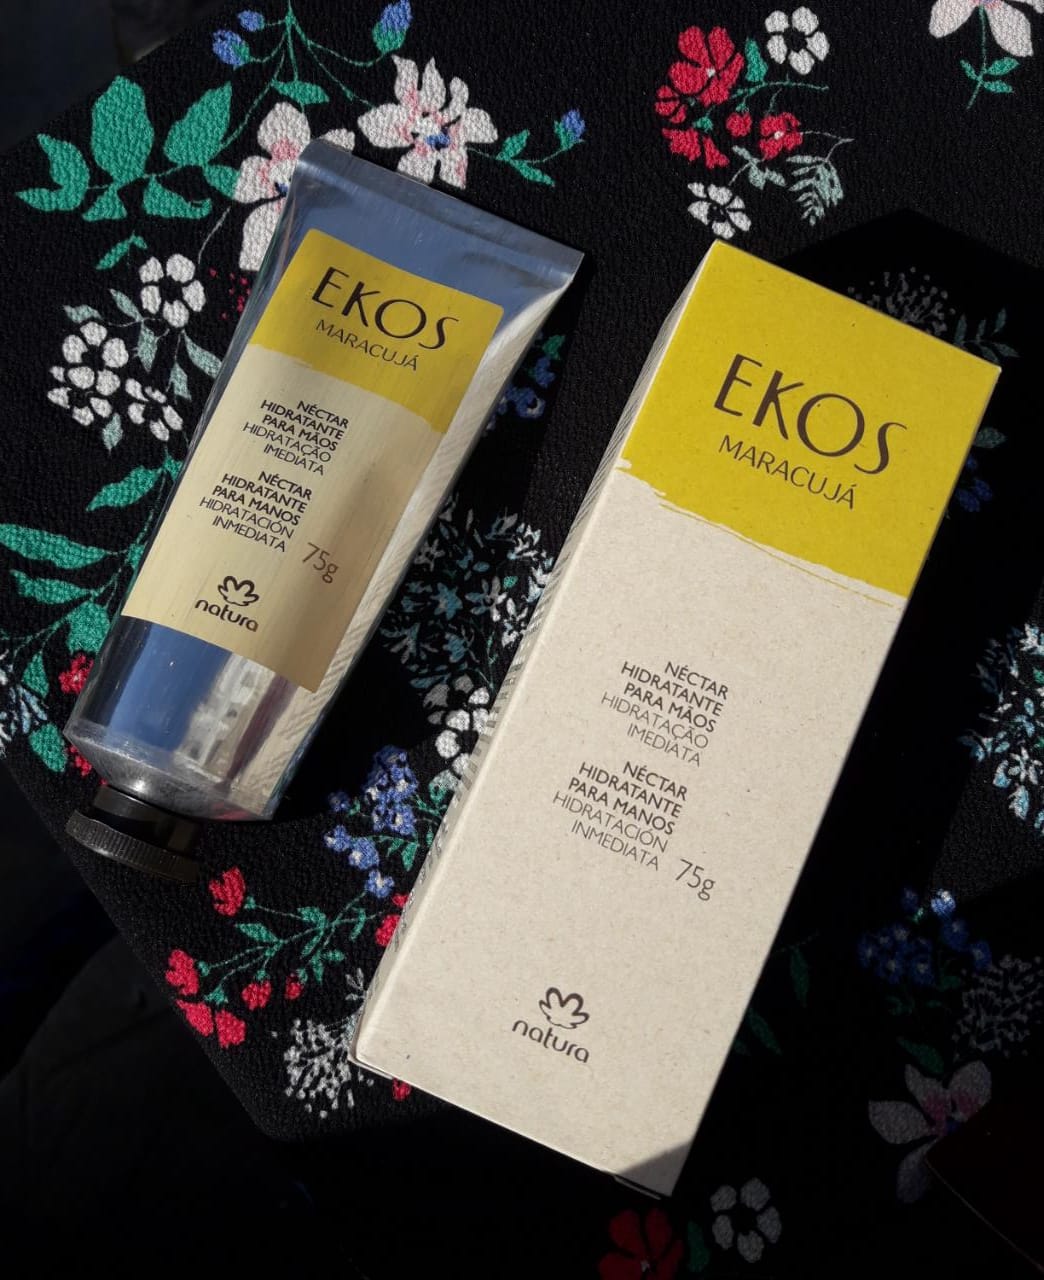 EKOS
MARACUJÁ
NÉCTAR
HIDRATANTE
PARA MÃOS
HIDRATAÇÃO
IMEDIATA
NÉCTAR
HIDRATANTE
PARA MANOS
HIDRATACIÓN
INMEDIATA
75g
natura
EKOS
MARACUJÁ
NÉCTAR
HIDRATANTE
PARA MÃOS
HIDRATAÇÃO
IMEDIATA
NÉCTAR
HIDRATANTE
PARA MANOS
HIDRATACIÓN
INMEDIATA
75g
natura